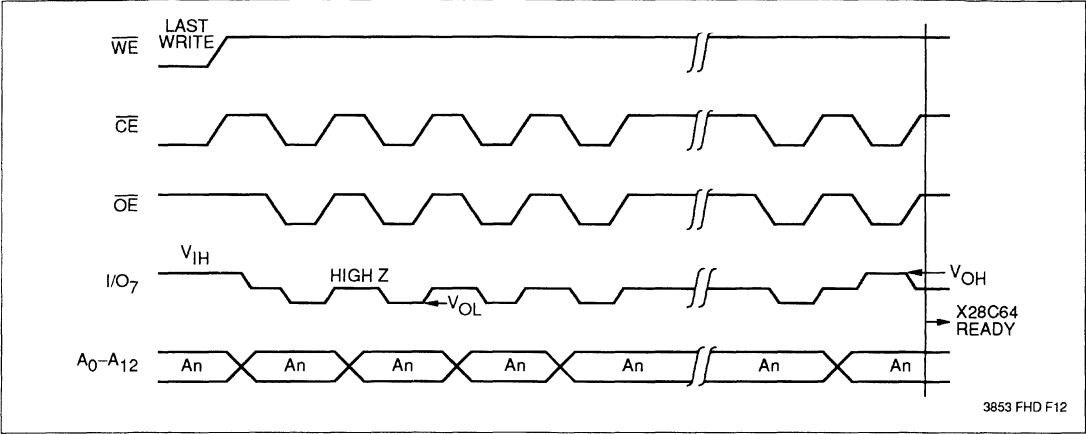 LAST
WRITE
WE
CE
OE
VIH
I/O7
HIGH Z
VOL
VOH
X28C64
READY
A0–A12
An An An An An An An
3853 FHD F12